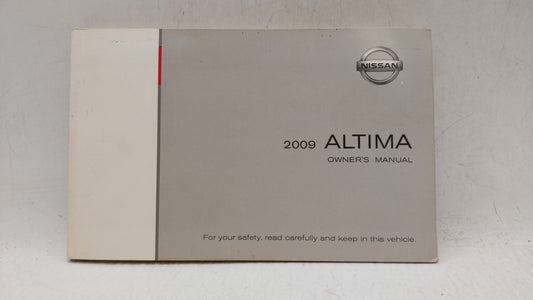 NISSAN
2009 ALTIMA
OWNER'S MANUAL
For your safety, read carefully and keep in this vehicle.